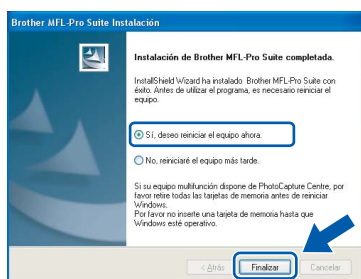 Brother MFL-Pro Suite Instalación
Instalación de Brother MFL-Pro Suite completada.
InstallShield Wizard ha instalado Brother MFL-Pro Suite con
éxito. Antes de utilizar el programa, es necesario reiniciar el
equipo.
Sí, deseo reiniciar el equipo ahora.
No, reiniciaré el equipo más tarde.
Si su equipo multifunción dispone de PhotoCapture Centre, por
favor retire todas las tarjetas de memoria antes de reiniciar
Windows.
Por favor no inserte una tarjeta de memoria hasta que
Windows esté operativo.
< Atrás
Finalizar
Cancelar